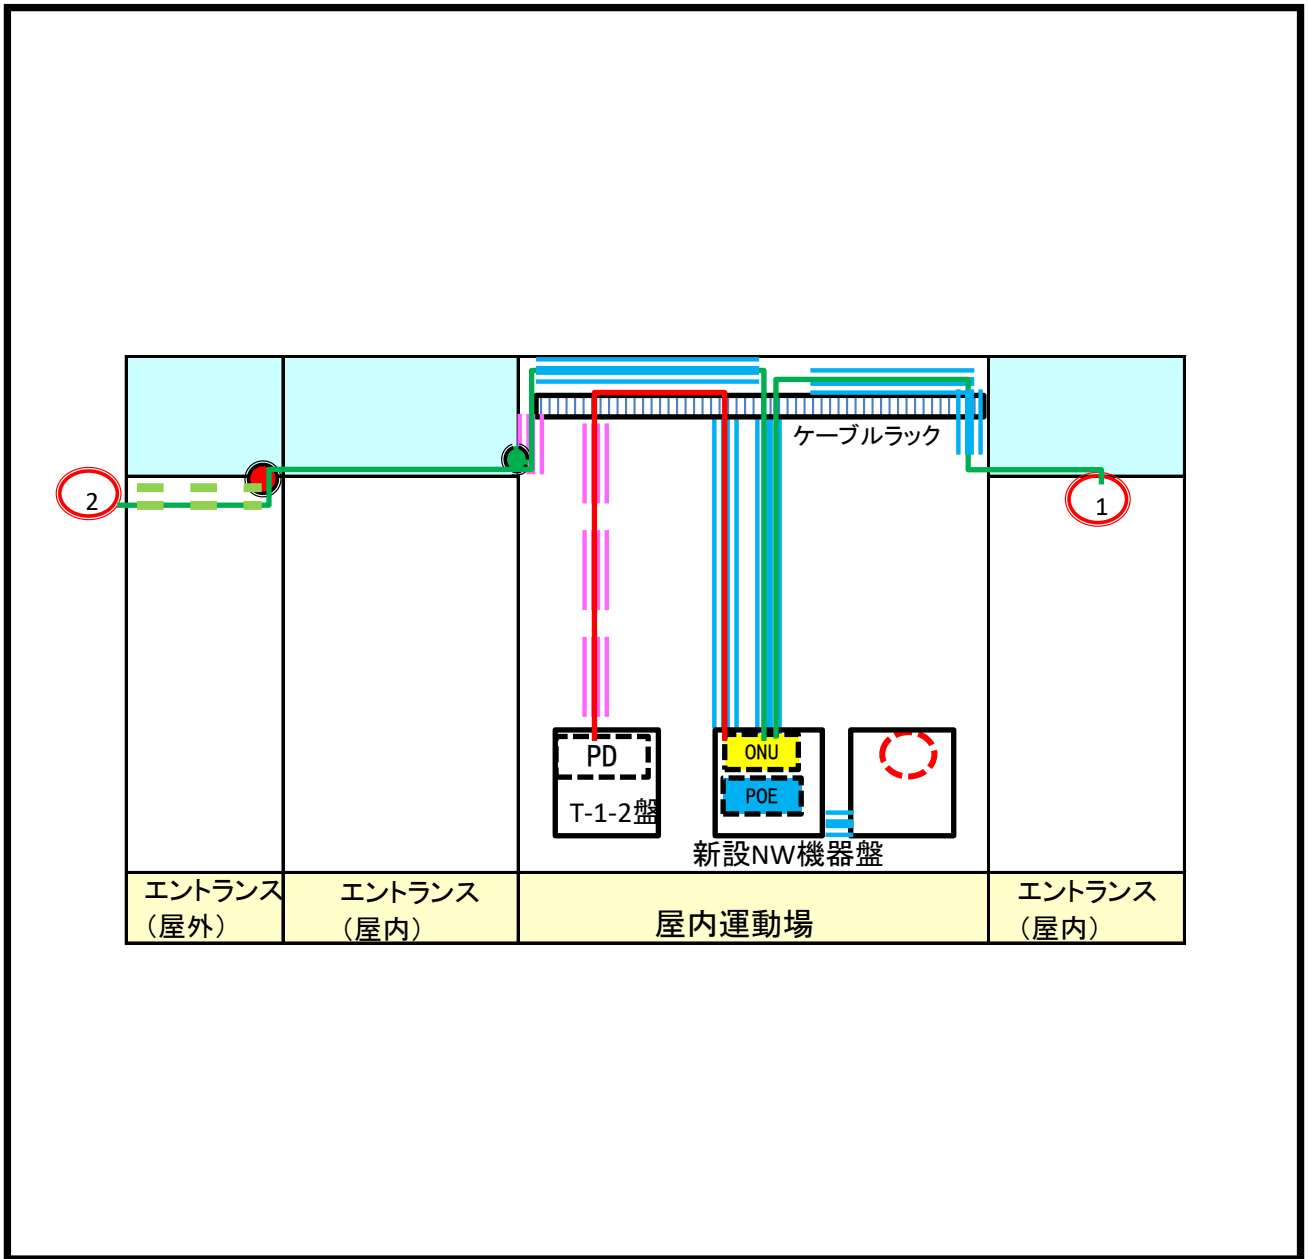 ケーブルラック
2
1
PD
ONU
POE
T-1-2盤
新設NW機器盤
エントランス
（屋外）
エントランス
（屋内）
屋内運動場
エントランス
（屋内）